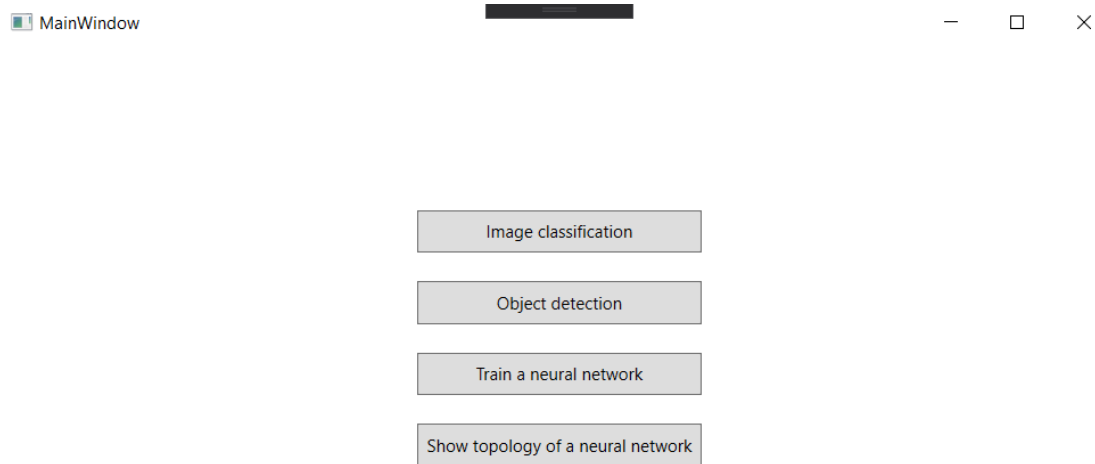 MainWindow
Image classification
Object detection
Train a neural network
Show topology of a neural network